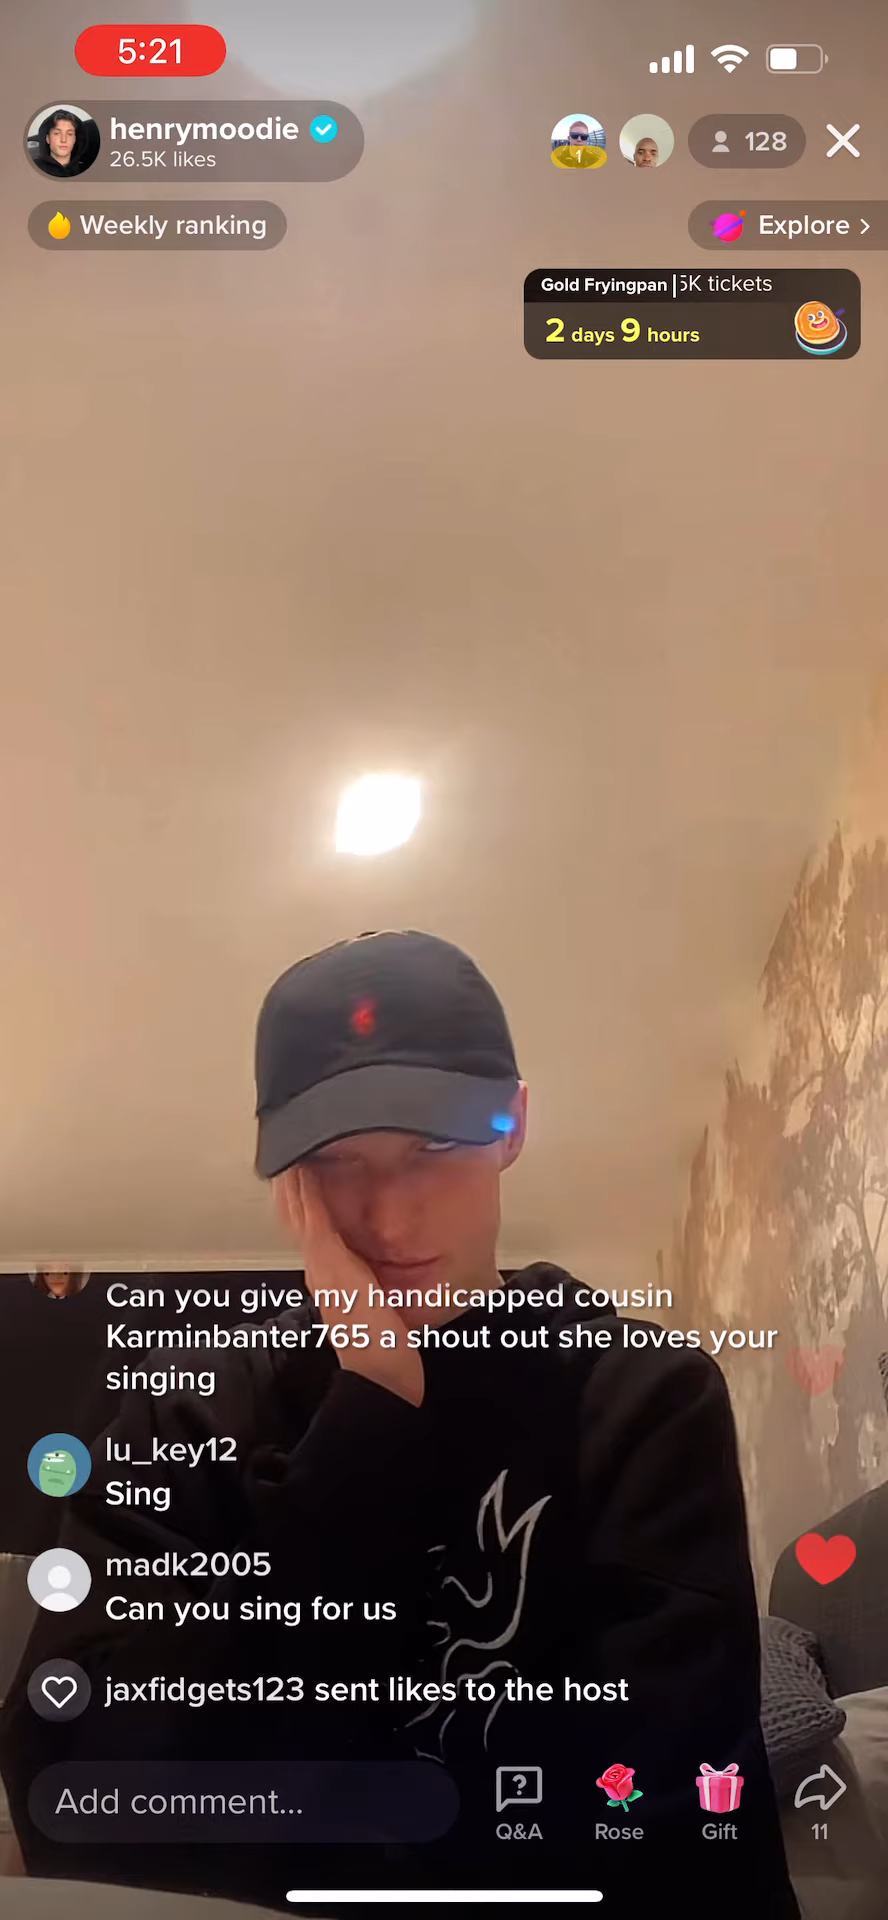 5:21
henrymoodie
26.5K likes
1
128
Weekly ranking
Explore >
Gold Fryingpan 5K tickets
2 days 9 hours
Can you give my handicapped cousin
Karminbanter765 a shout out she loves your
singing
lu_key12
Sing
madk2005
Can you sing for us
jaxfidgets123 sent likes to the host
Add comment...
Q&A
Rose
Gift
11